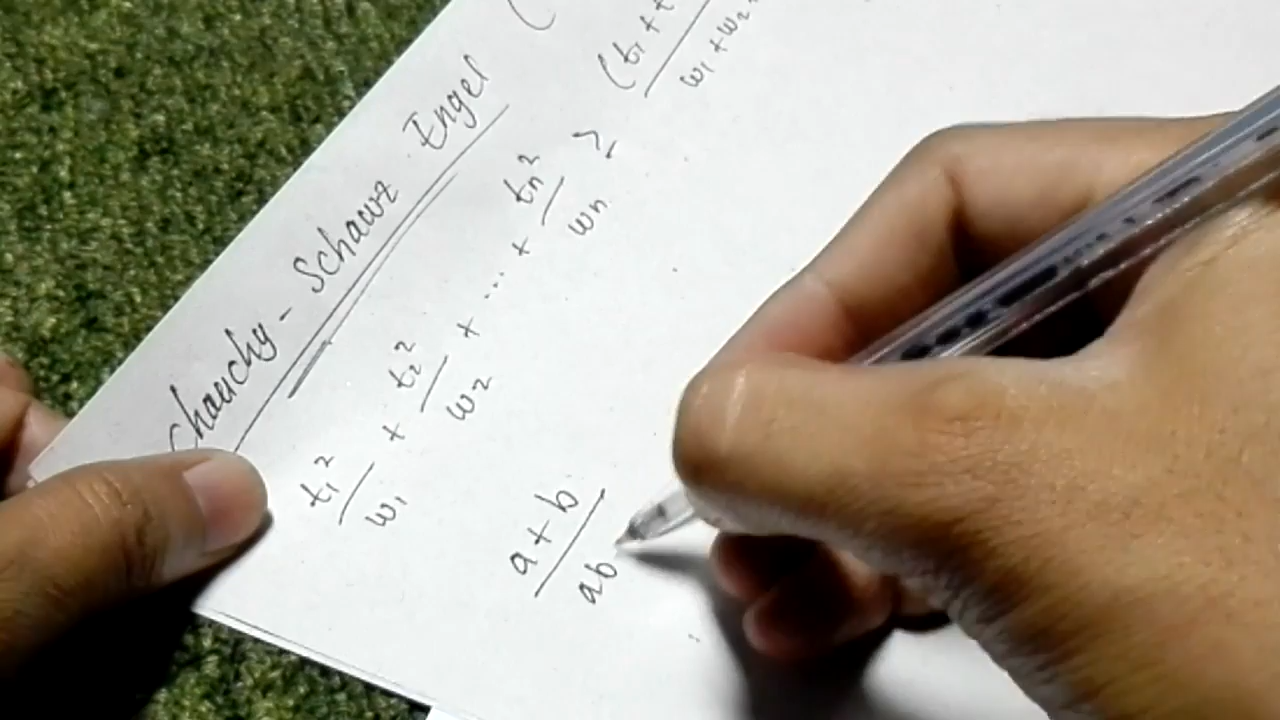 Chauchy - Schawz Engel (
t₁²/w₁ + t₂²/w₂ + ... + tₙ²/wₙ ≥ (t₁ + t/w₁ + w₂
a + b/ab